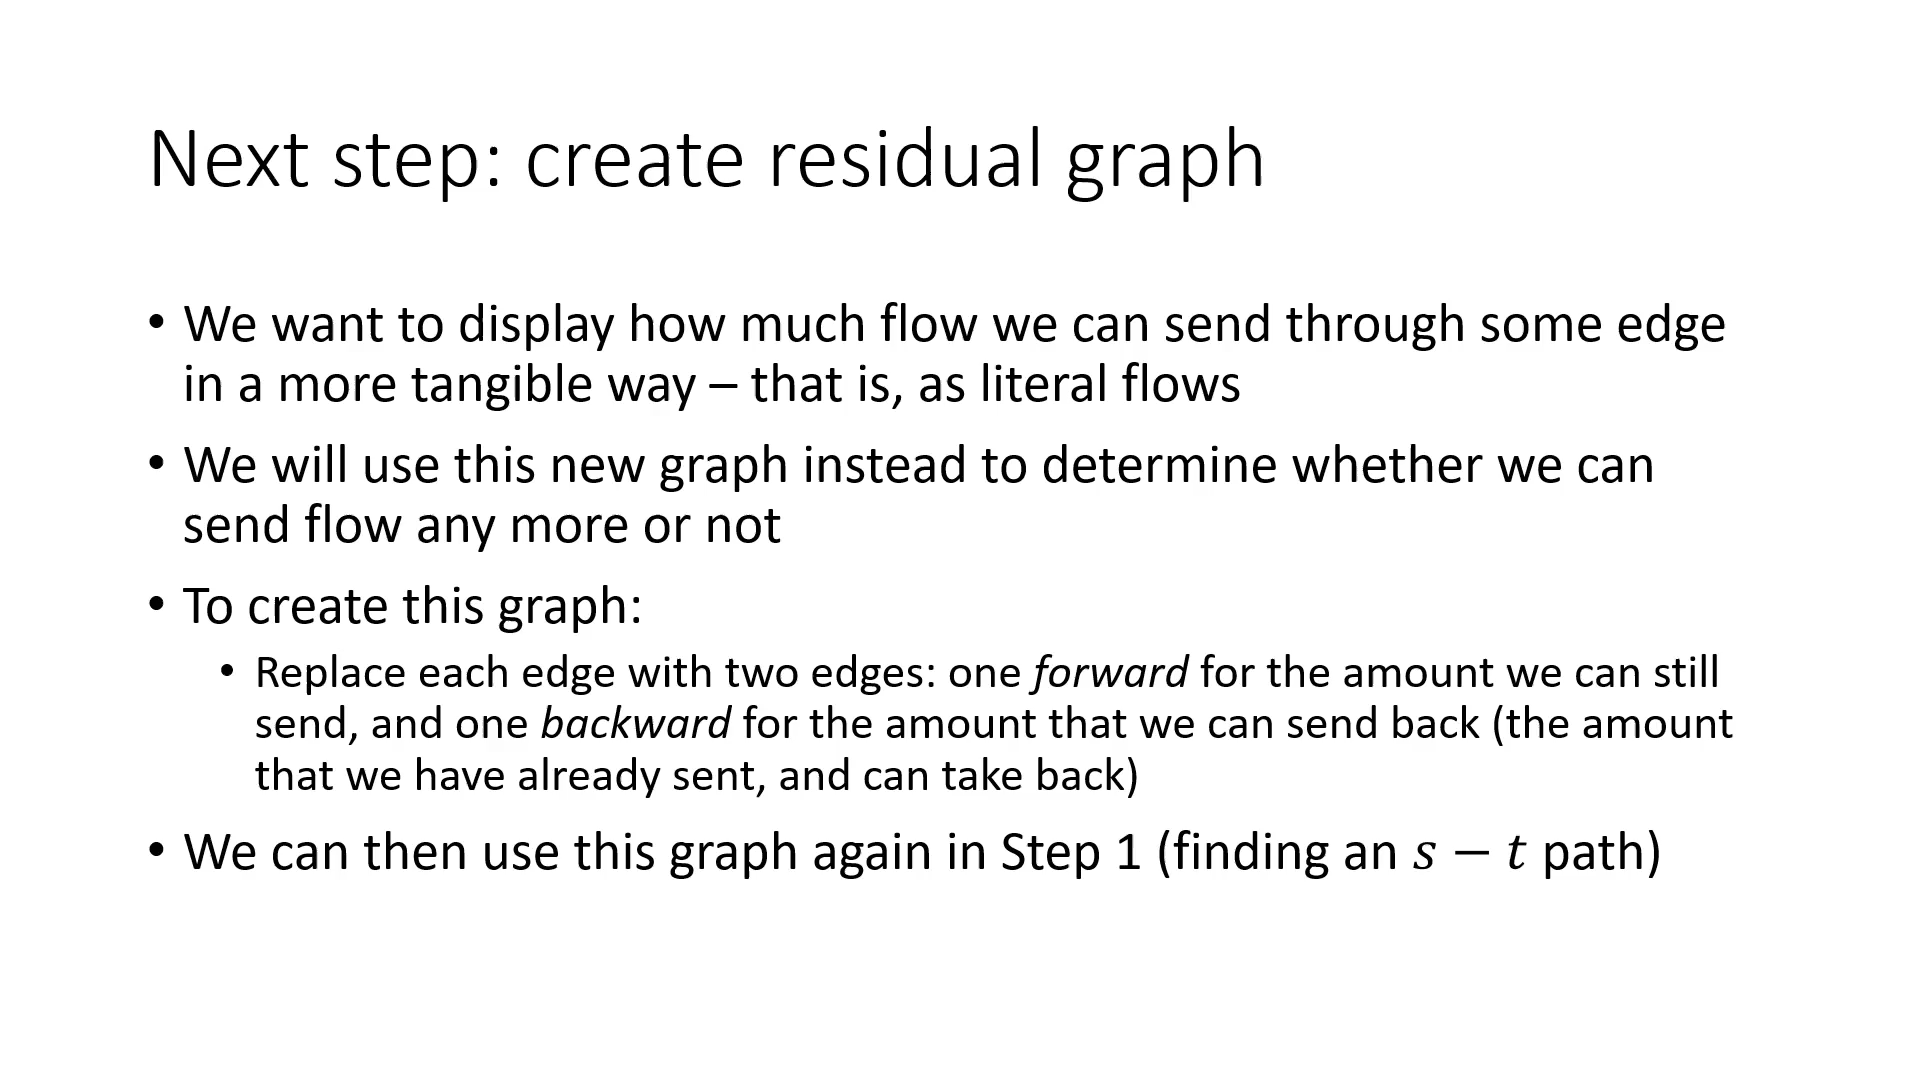 Next step: create residual graph
• We want to display how much flow we can send through some edge
in a more tangible way – that is, as literal flows
• We will use this new graph instead to determine whether we can
send flow any more or not
• To create this graph:
• Replace each edge with two edges: one forward for the amount we can still
send, and one backward for the amount that we can send back (the amount
that we have already sent, and can take back)
• We can then use this graph again in Step 1 (finding an 𝑠 − 𝑡 path)